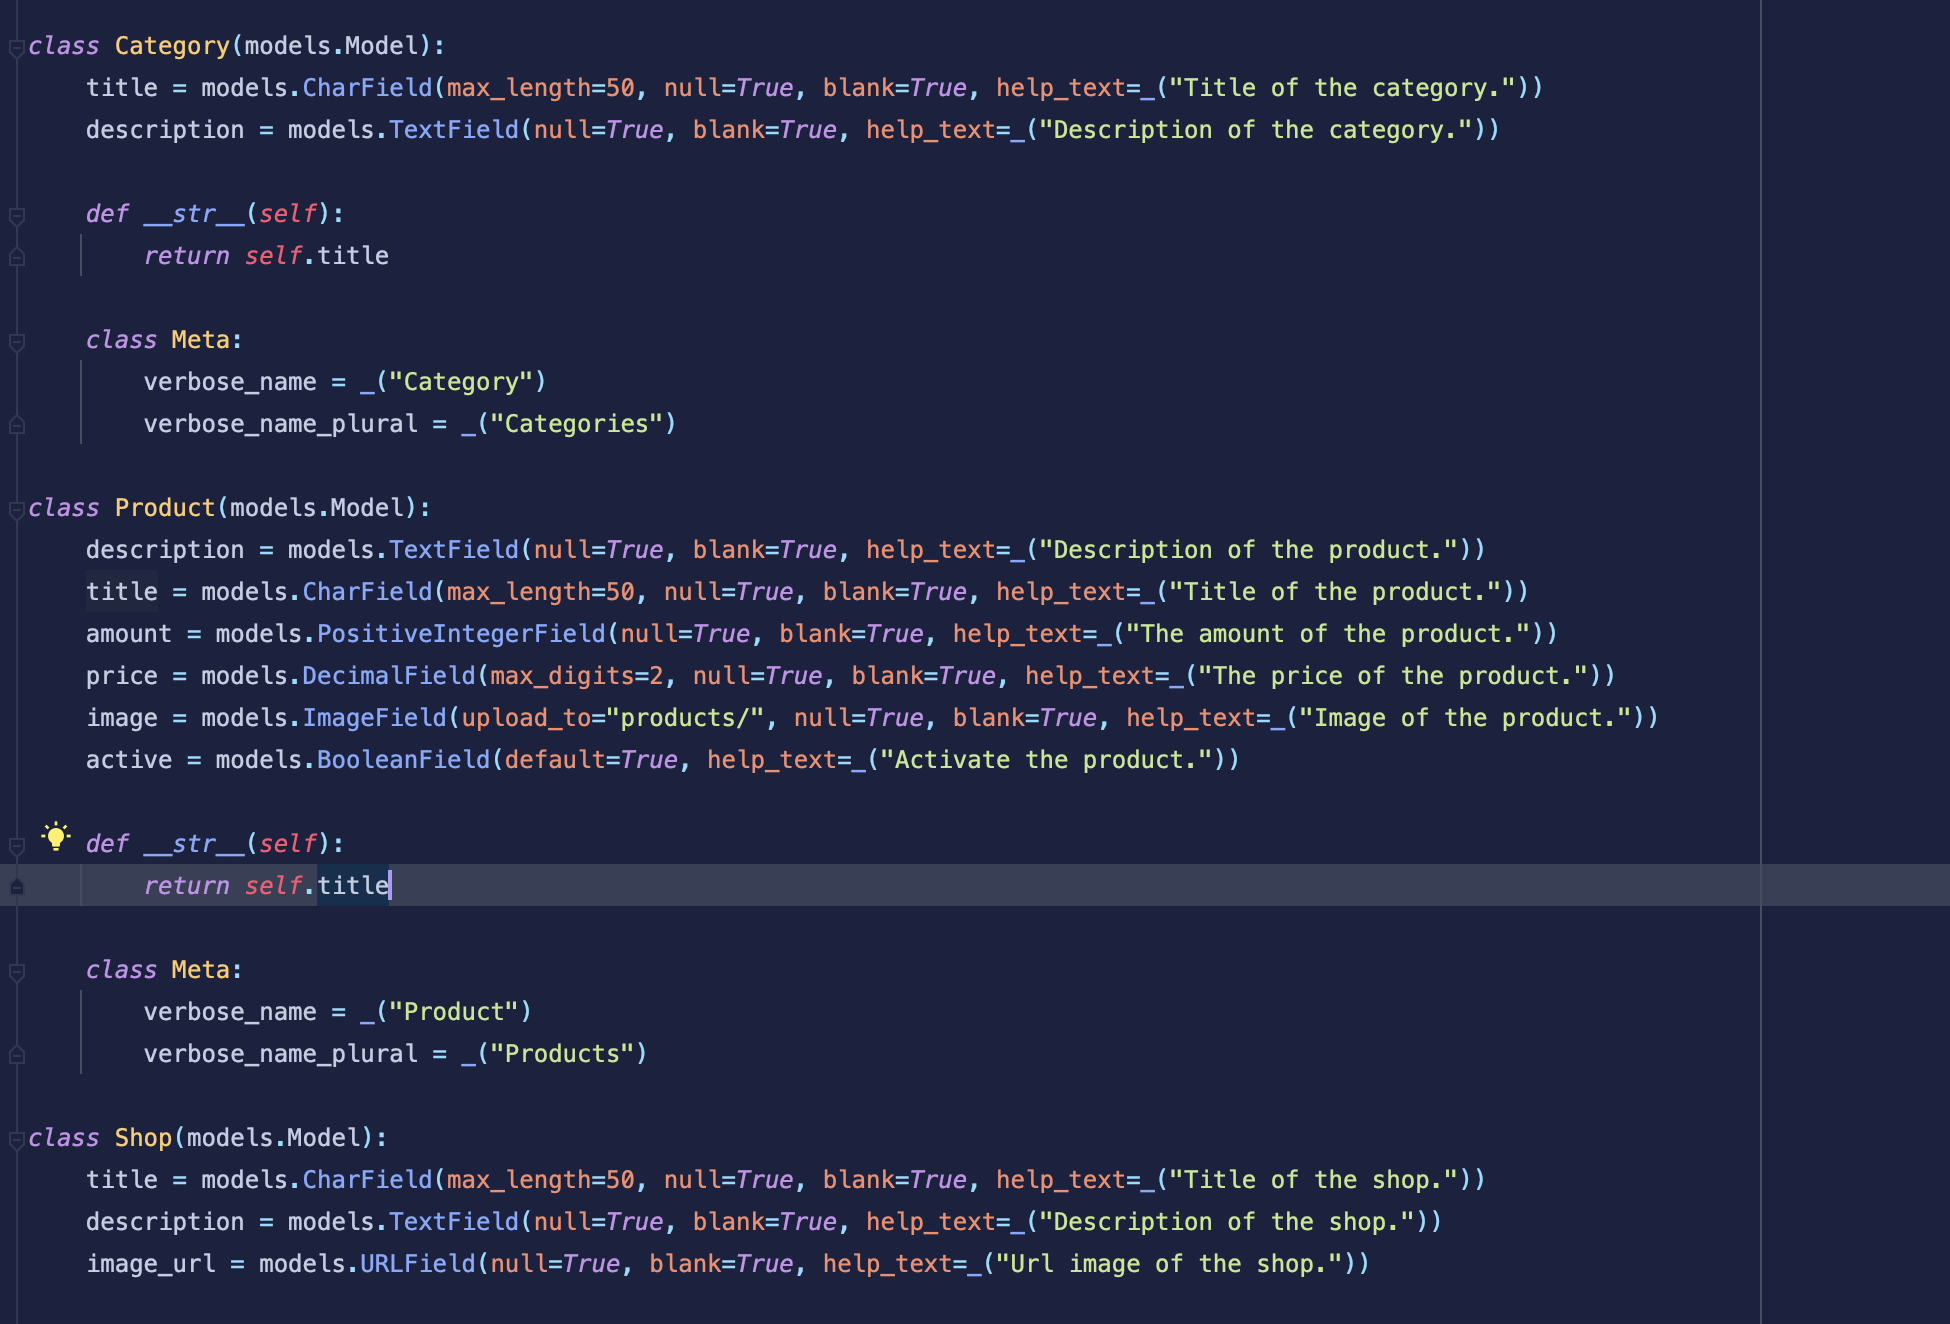 class Category(models.Model):
    title = models.CharField(max_length=50, null=True, blank=True, help_text=_("Title of the category."))
    description = models.TextField(null=True, blank=True, help_text=_("Description of the category."))
    def __str__(self):
        return self.title
    class Meta:
        verbose_name = _("Category")
        verbose_name_plural = _("Categories")
class Product(models.Model):
    description = models.TextField(null=True, blank=True, help_text=_("Description of the product."))
    title = models.CharField(max_length=50, null=True, blank=True, help_text=_("Title of the product."))
    amount = models.PositiveIntegerField(null=True, blank=True, help_text=_("The amount of the product."))
    price = models.DecimalField(max_digits=2, null=True, blank=True, help_text=_("The price of the product."))
    image = models.ImageField(upload_to="products/", null=True, blank=True, help_text=_("Image of the product."))
    active = models.BooleanField(default=True, help_text=_("Activate the product."))
    def __str__(self):
        return self.title
    class Meta:
        verbose_name = _("Product")
        verbose_name_plural = _("Products")
class Shop(models.Model):
    title = models.CharField(max_length=50, null=True, blank=True, help_text=_("Title of the shop."))
    description = models.TextField(null=True, blank=True, help_text=_("Description of the shop."))
    image_url = models.URLField(null=True, blank=True, help_text=_("Url image of the shop."))